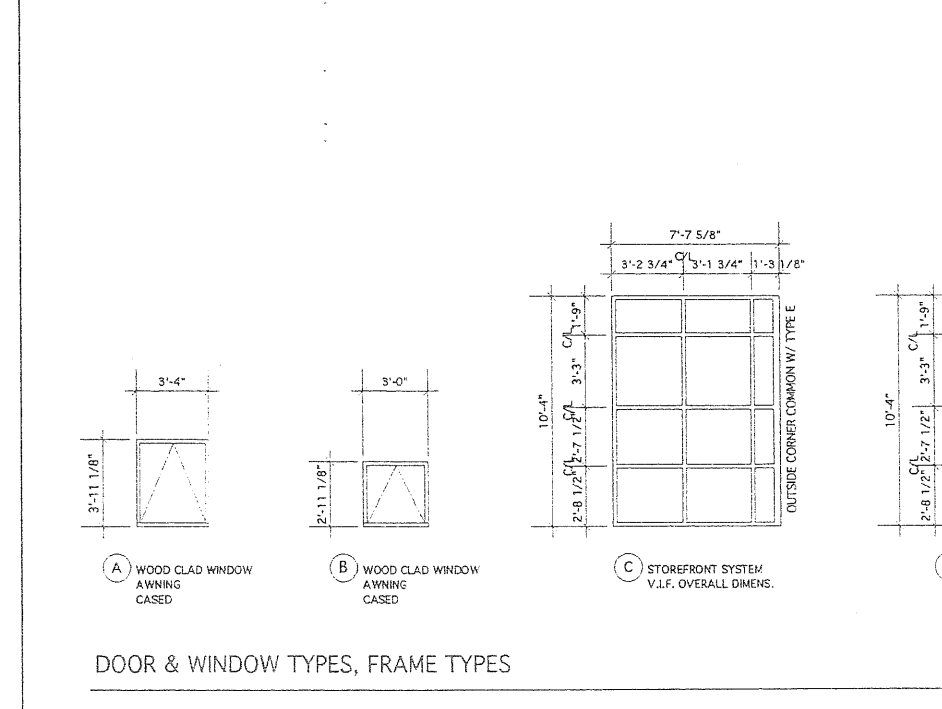 7'-7 5/8"
C/L
3'-2 3/4" 3'-1 3/4" 1'-3 1/8"
1'-9"
C/L
3'-3"
C/L
2'-7 1/2"
C/L
2'-8 1/2"
10'-4"
OUTSIDE CORNER COMMON W/ TYPE E
1'-9"
C/L
3'-3"
2'-7 1/2"
C/L
2'-8 1/2"
10'-4"
3'-4"
3'-11 1/8"
3'-0"
2'-11 1/8"
A WOOD CLAD WINDOW
AWNING
CASED
B WOOD CLAD WINDOW
AWNING
CASED
C STOREFRONT SYSTEM
V.I.F. OVERALL DIMENS.
DOOR & WINDOW TYPES, FRAME TYPES